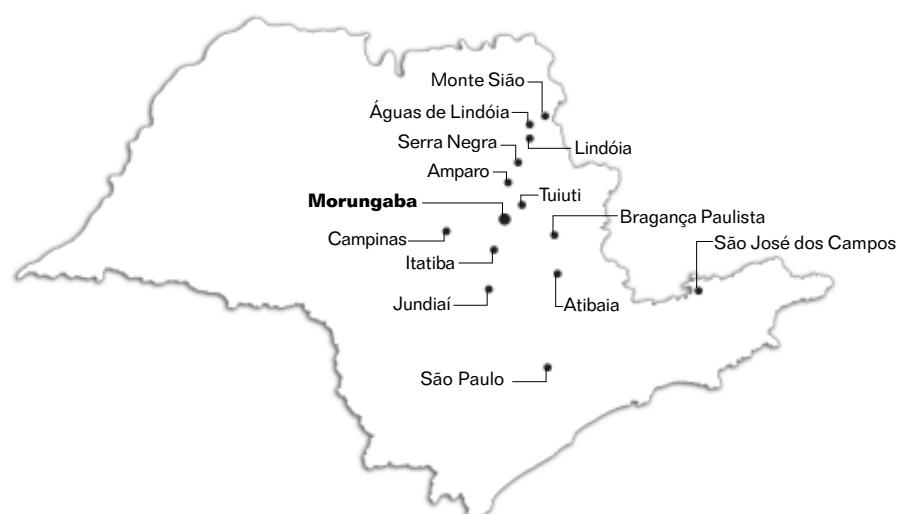 Monte Sião
Águas de Lindóia
Serra Negra
Lindóia
Amparo
Tuiuti
Morungaba
Bragança Paulista
Campinas
São José dos Campos
Itatiba
Jundiaí
Atibaia
São Paulo